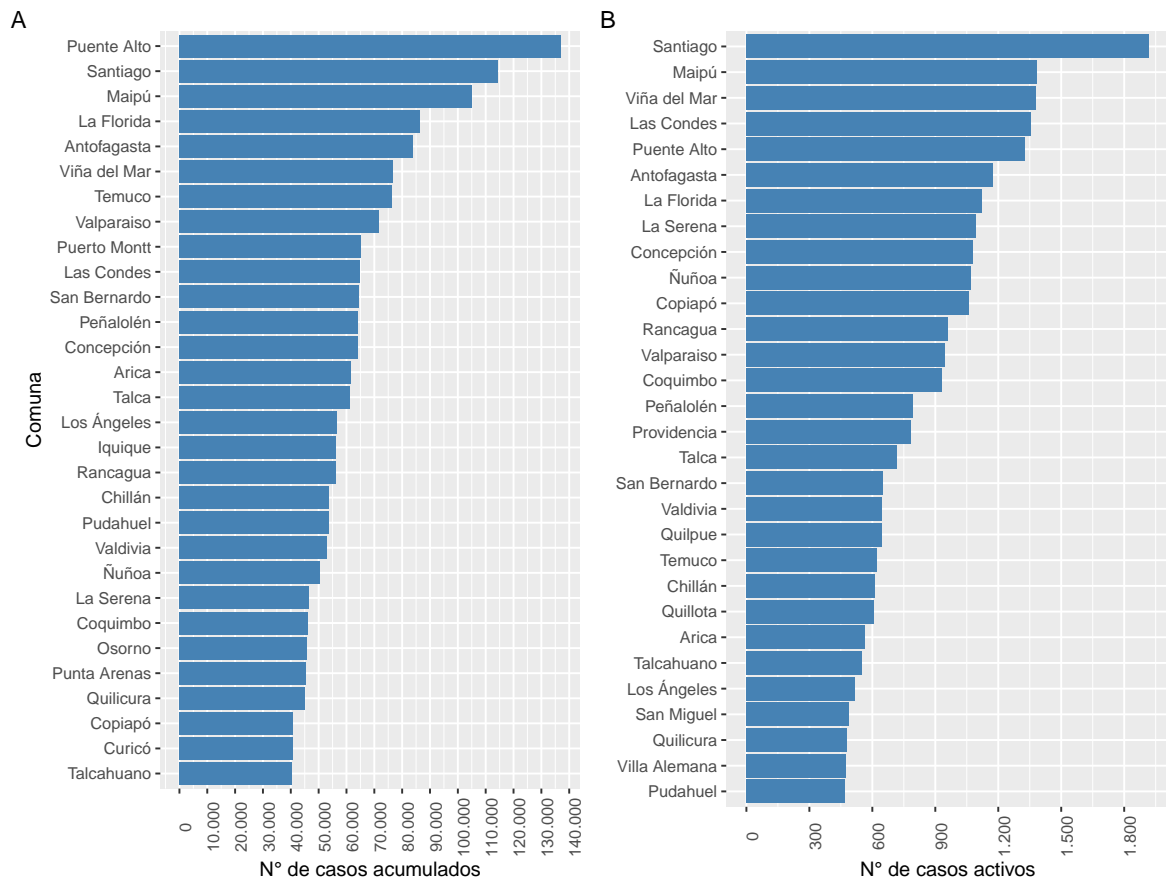 A
Comuna
Puente Alto
Santiago
Maipú
La Florida
Antofagasta
Viña del Mar
Temuco
Valparaiso
Puerto Montt
Las Condes
San Bernardo
Peñalolén
Concepción
Arica
Talca
Los Ángeles
Iquique
Rancagua
Chillán
Pudahuel
Valdivia
Ñuñoa
La Serena
Coquimbo
Osorno
Punta Arenas
Quilicura
Copiapó
Curicó
Talcahuano
0
10.000
20.000
30.000
40.000
50.000
60.000
70.000
80.000
90.000
100.000
110.000
120.000
130.000
140.000
N° de casos acumulados
B
Santiago
Maipú
Viña del Mar
Las Condes
Puente Alto
Antofagasta
La Florida
La Serena
Concepción
Ñuñoa
Copiapó
Rancagua
Valparaiso
Coquimbo
Peñalolén
Providencia
Talca
San Bernardo
Valdivia
Quilpue
Temuco
Chillán
Quillota
Arica
Talcahuano
Los Ángeles
San Miguel
Quilicura
Villa Alemana
Pudahuel
0
300
600
900
1.200
1.500
1.800
N° de casos activos